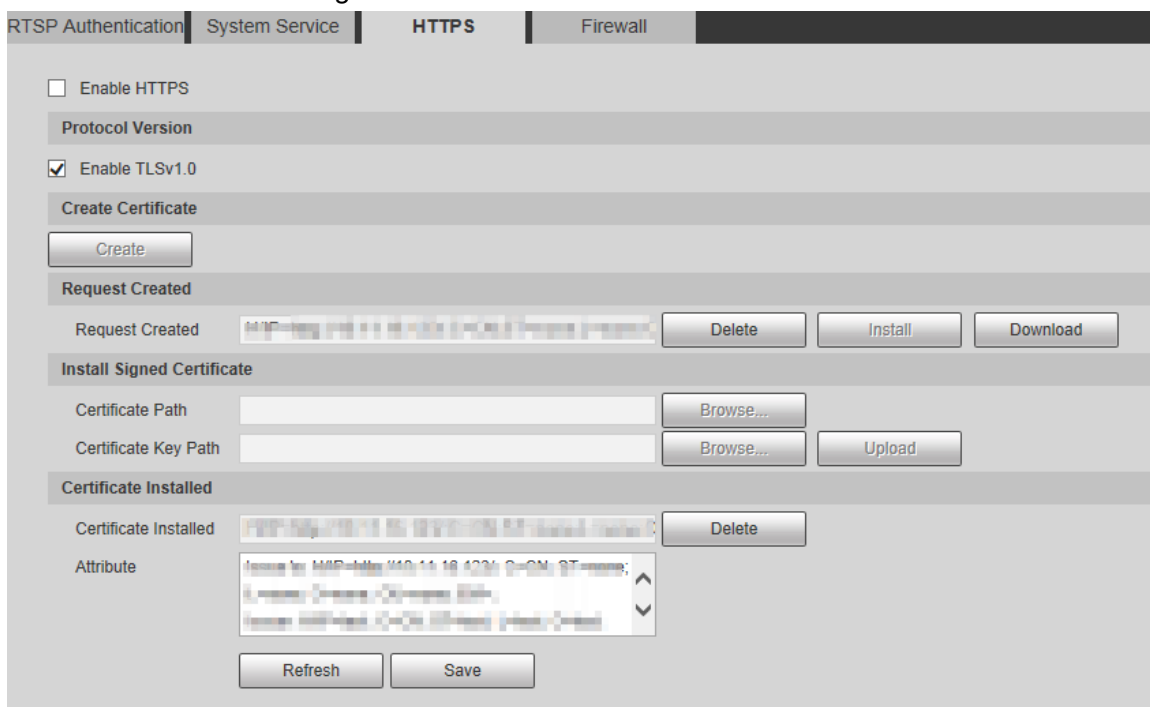 RTSP Authentication System Service HTTPS Firewall
Enable HTTPS
Protocol Version
Enable TLSv1.0
Create Certificate
Create
Request Created
Request Created Delete Install Download
Install Signed Certificate
Certificate Path Browse...
Certificate Key Path Browse... Upload
Certificate Installed
Certificate Installed Delete
Attribute
Refresh Save